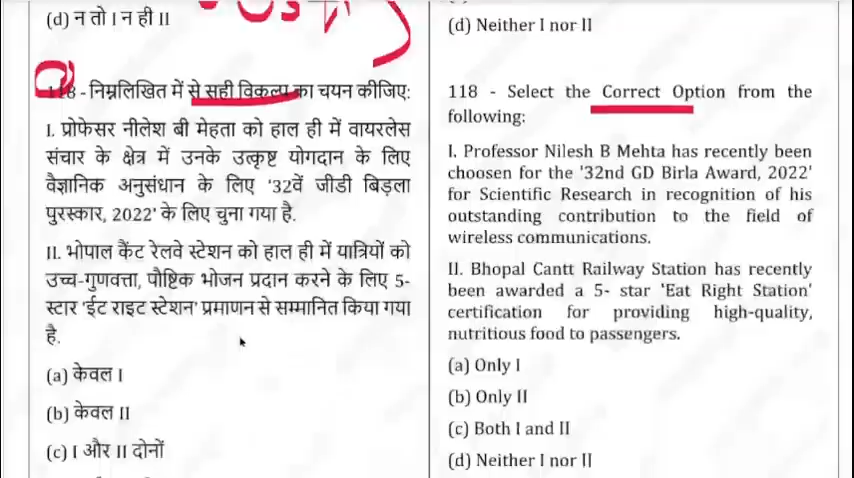 (d) न तो I न ही II
118 - निम्नलिखित में से सही विकल्प का चयन कीजिए:
I. प्रोफेसर नीलेश बी मेहता को हाल ही में वायरलेस
संचार के क्षेत्र में उनके उत्कृष्ट योगदान के लिए
वैज्ञानिक अनुसंधान के लिए '32वें जीडी बिड़ला
पुरस्कार, 2022' के लिए चुना गया है.
II. भोपाल कैंट रेलवे स्टेशन को हाल ही में यात्रियों को
उच्च-गुणवत्ता, पौष्टिक भोजन प्रदान करने के लिए 5-
स्टार 'ईट राइट स्टेशन' प्रमाणन से सम्मानित किया गया
है.
(a) केवल I
(b) केवल II
(c) I और II दोनों
(d) Neither I nor II
118 - Select the Correct Option from the
following:
I. Professor Nilesh B Mehta has recently been
choosen for the '32nd GD Birla Award, 2022'
for Scientific Research in recognition of his
outstanding contribution to the field of
wireless communications.
II. Bhopal Cantt Railway Station has recently
been awarded a 5- star 'Eat Right Station'
certification for providing high-quality,
nutritious food to passengers.
(a) Only I
(b) Only II
(c) Both I and II
(d) Neither I nor II